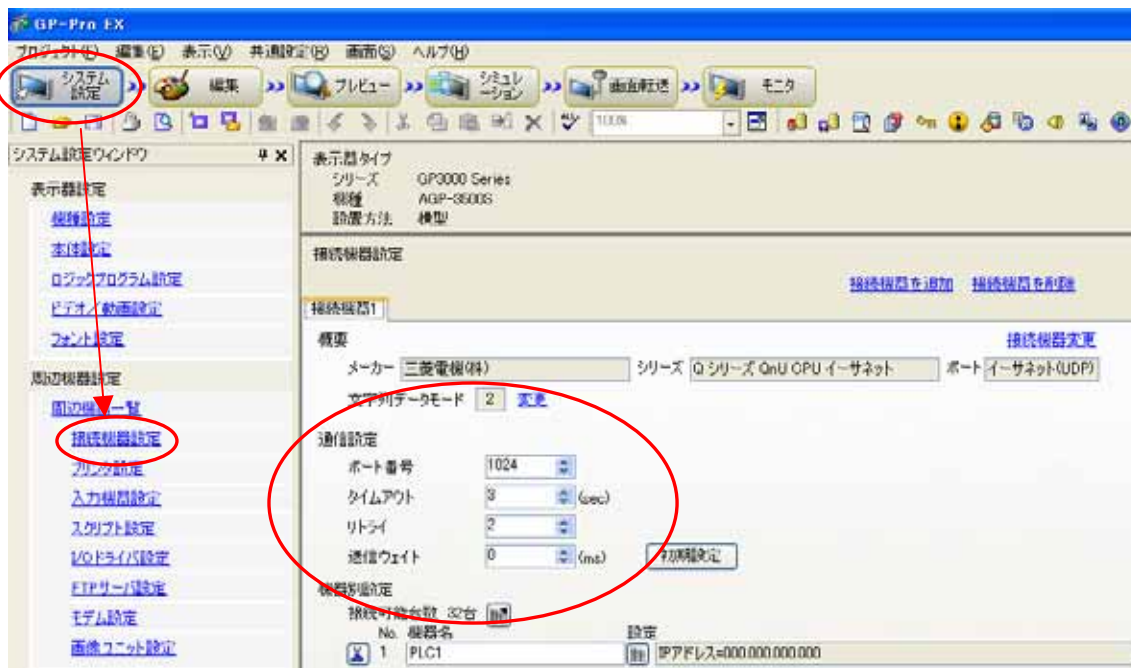 GP-Pro EX
プロジェクト(F) 編集(E) 表示(V) 共通設定(R) 画面(S) ヘルプ(H)
システム設定 編集 プレビュー シミュレーション 画面転送 モニタ
100%
システム設定ウィンドウ
表示器設定
機種設定
本体設定
ロジックプログラム設定
ビデオ/動画設定
フォント設定
周辺機器設定
周辺機器一覧
接続機器設定
プリンタ設定
入力機器設定
スクリプト設定
I/Oドライバ設定
FTPサーバ設定
モデム設定
画像ユニット設定
表示器タイプ
シリーズ GP3000 Series
機種 AGP-3500S
設置方法 横型
接続機器設定
接続機器を追加 接続機器を削除
接続機器1
概要 接続機器変更
メーカー 三菱電機(株) シリーズ Q シリーズ QnU CPU イーサネット ポート イーサネット(UDP)
文字列データモード 2 変更
通信設定
ポート番号 1024
タイムアウト 3 (sec)
リトライ 2
送信ウェイト 0 (ms) 初期設定
機器別設定
接続可能台数 32台
No. 機器名 設定
1 PLC1 IPアドレス=000.000.000.000